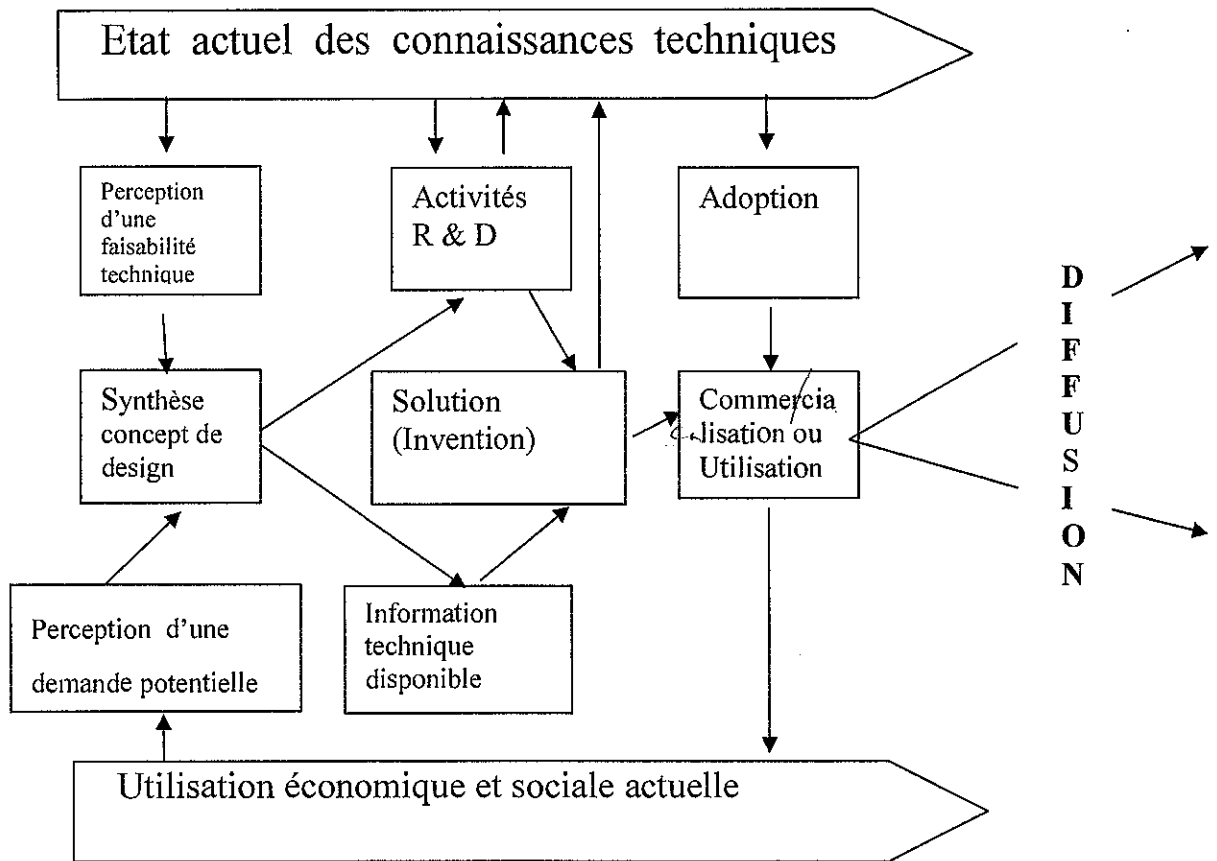 Etat actuel des connaissances techniques
Perception
d'une
faisabilité
technique
Activités
R & D
Adoption
Synthèse
concept de
design
Solution
(Invention)
Commercia
lisation ou
Utilisation
DIFFUSION
Perception d'une
demande potentielle
Information
technique
disponible
Utilisation économique et sociale actuelle